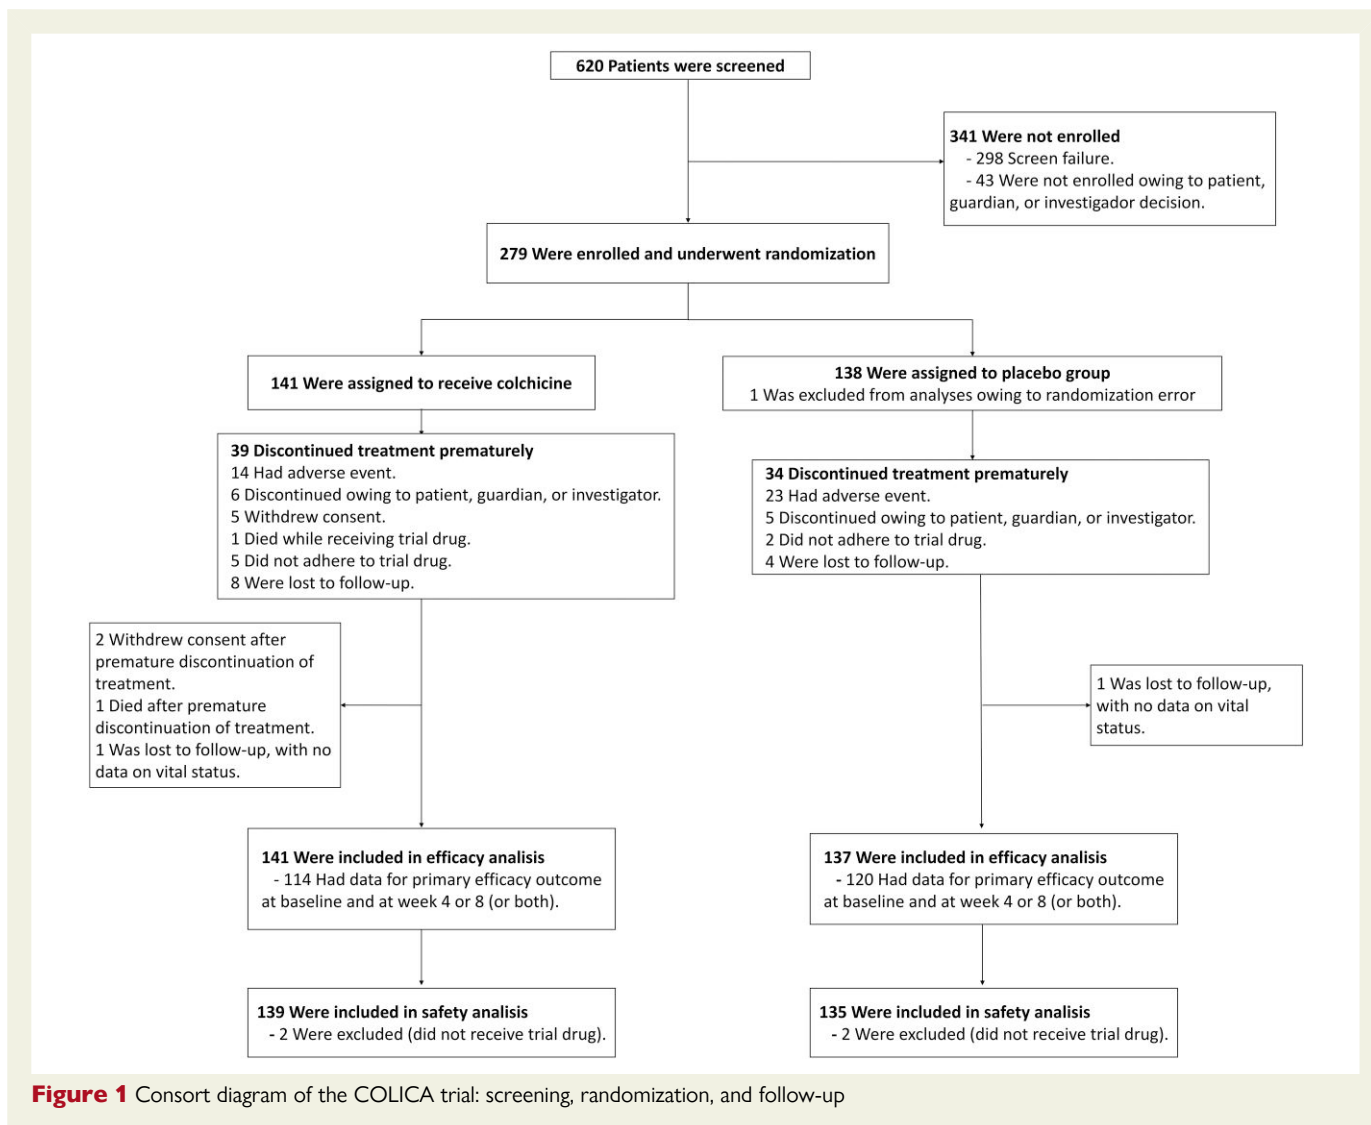 620 Patients were screened
341 Were not enrolled
- 298 Screen failure.
- 43 Were not enrolled owing to patient,
guardian, or investigador decision.
279 Were enrolled and underwent randomization
141 Were assigned to receive colchicine
138 Were assigned to placebo group
1 Was excluded from analyses owing to randomization error
39 Discontinued treatment prematurely
14 Had adverse event.
6 Discontinued owing to patient, guardian, or investigator.
5 Withdrew consent.
1 Died while receiving trial drug.
5 Did not adhere to trial drug.
8 Were lost to follow-up.
34 Discontinued treatment prematurely
23 Had adverse event.
5 Discontinued owing to patient, guardian, or investigator.
2 Did not adhere to trial drug.
4 Were lost to follow-up.
2 Withdrew consent after
premature discontinuation of
treatment.
1 Died after premature
discontinuation of treatment.
1 Was lost to follow-up, with no
data on vital status.
1 Was lost to follow-up,
with no data on vital
status.
141 Were included in efficacy analisis
- 114 Had data for primary efficacy outcome
at baseline and at week 4 or 8 (or both).
137 Were included in efficacy analisis
- 120 Had data for primary efficacy outcome
at baseline and at week 4 or 8 (or both).
139 Were included in safety analisis
- 2 Were excluded (did not receive trial drug).
135 Were included in safety analisis
- 2 Were excluded (did not receive trial drug).
Figure 1 Consort diagram of the COLICA trial: screening, randomization, and follow-up